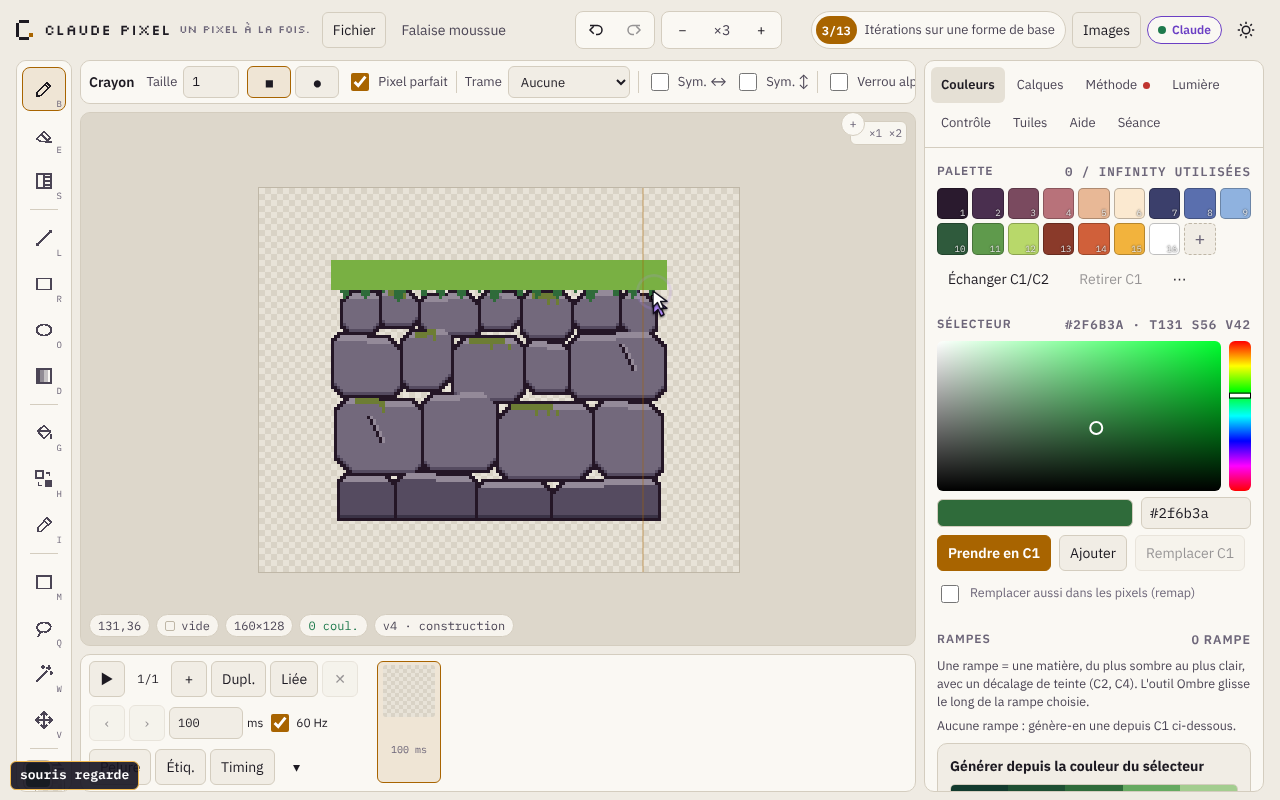 CLAUDE PIXEL UN PIXEL À LA FOIS. Fichier Falaise moussue − ×3 + 3/13 Itérations sur une forme de base Images Claude
Crayon Taille 1 Pixel parfait Trame Aucune Sym. ↔ Sym. ↕ Verrou alp
B
E
S
L
R
O
D
G
H
I
M
Q
W
V
+ ×1 ×2
131,36 vide 160×128 0 coul. v4 · construction
1/1 + Dupl. Liée ✕
‹ › 100 ms 60 Hz
Étiq. Timing ▼
100 ms
souris regarde
Couleurs Calques Méthode Lumière
Contrôle Tuiles Aide Séance
PALETTE 0 / INFINITY UTILISÉES
1 2 3 4 5 6 7 8 9
10 11 12 13 14 15 16 +
Échanger C1/C2 Retirer C1 ⋯
SÉLECTEUR #2F6B3A · T131 S56 V42
#2f6b3a
Prendre en C1 Ajouter Remplacer C1
Remplacer aussi dans les pixels (remap)
RAMPES 0 RAMPE
Une rampe = une matière, du plus sombre au plus clair,
avec un décalage de teinte (C2, C4). L'outil Ombre glisse
le long de la rampe choisie.
Aucune rampe : génère-en une depuis C1 ci-dessous.
Générer depuis la couleur du sélecteur